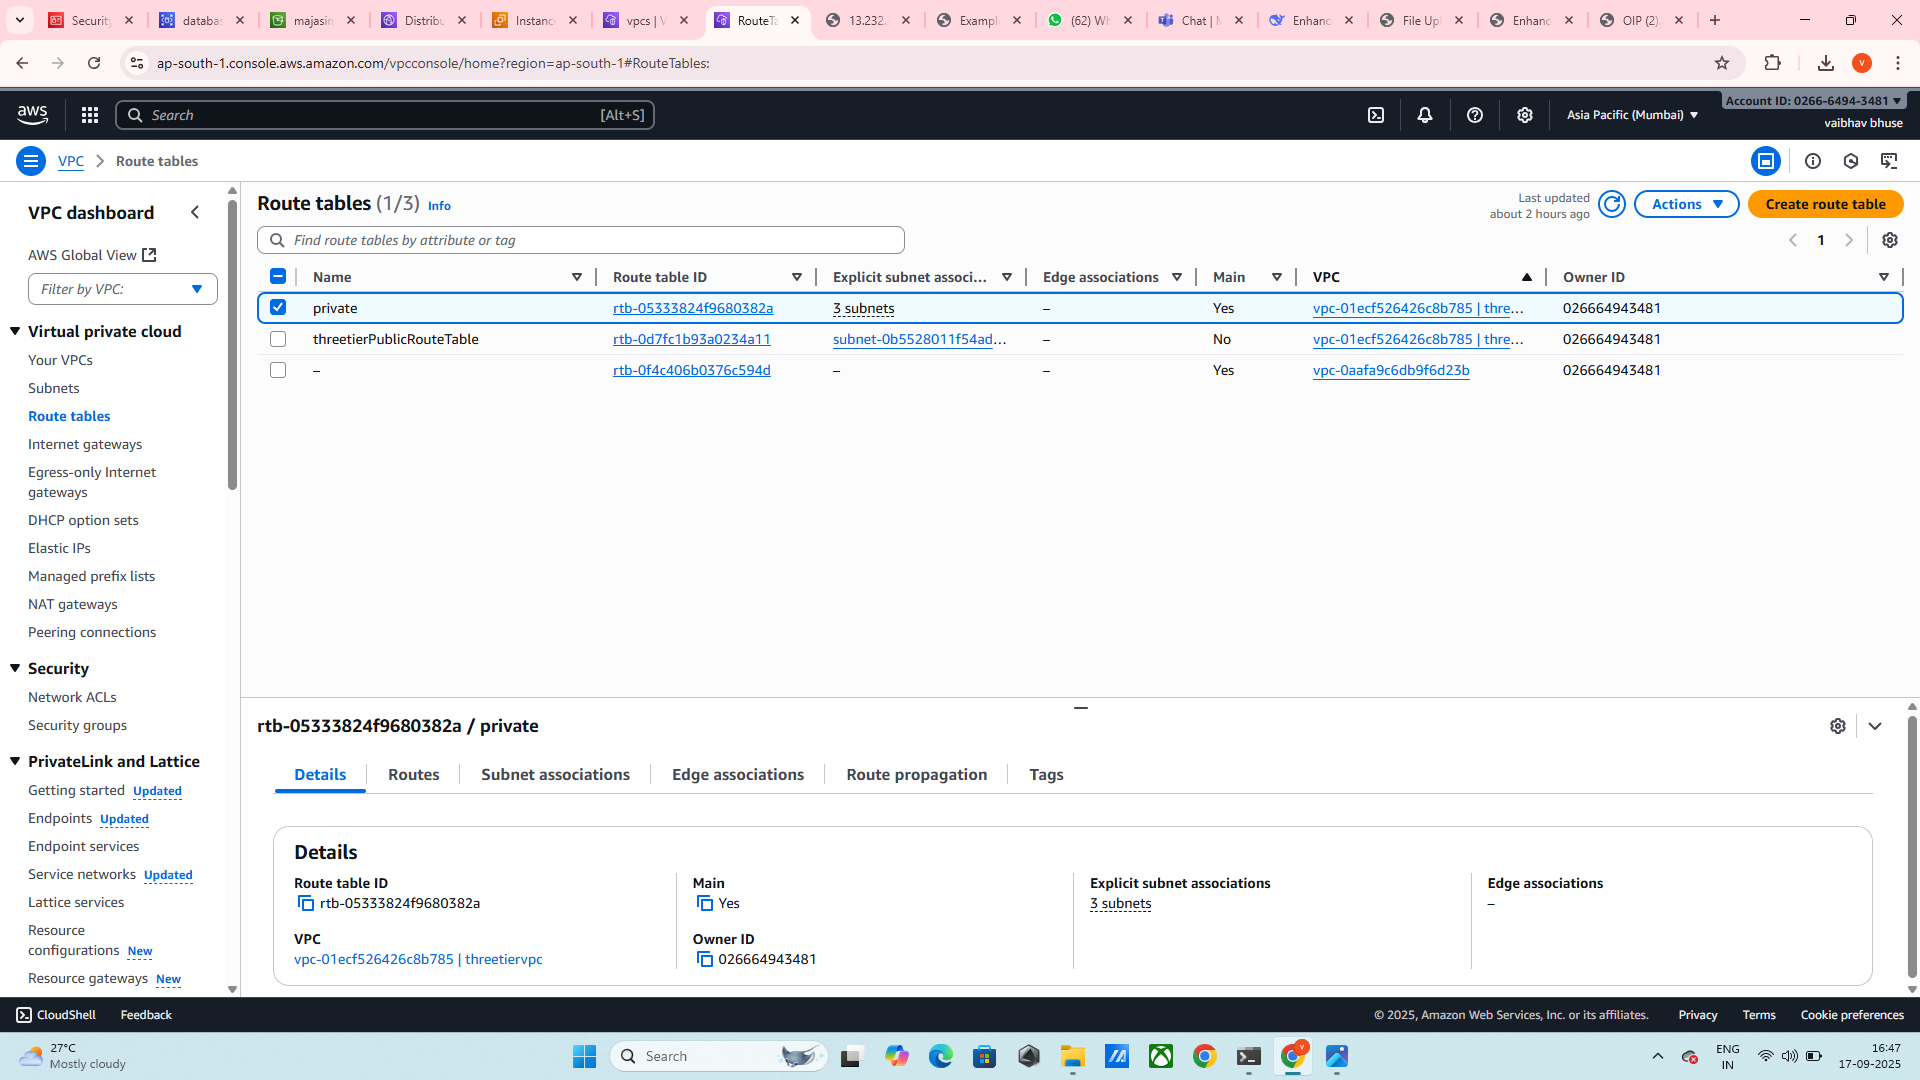 Security
databas
majasin
Distribu
Instance
vpcs | V
RouteTa
13.232.
Exampl
(62) Wh
Chat | M
Enhanc
File Upl
Enhanc
OIP (2).
ap-south-1.console.aws.amazon.com/vpcconsole/home?region=ap-south-1#RouteTables:
V
aws
Search
[Alt+S]
Asia Pacific (Mumbai)
Account ID: 0266-6494-3481
vaibhav bhuse
VPC
Route tables
VPC dashboard
AWS Global View
Filter by VPC:
Virtual private cloud
Your VPCs
Subnets
Route tables
Internet gateways
Egress-only Internet
gateways
DHCP option sets
Elastic IPs
Managed prefix lists
NAT gateways
Peering connections
Security
Network ACLs
Security groups
PrivateLink and Lattice
Getting started Updated
Endpoints Updated
Endpoint services
Service networks Updated
Lattice services
Resource
configurations New
Resource gateways New
Route tables (1/3) Info
Last updated
about 2 hours ago
Actions
Create route table
Find route tables by attribute or tag
1
Name Route table ID Explicit subnet associ... Edge associations Main VPC Owner ID
private rtb-05333824f9680382a 3 subnets – Yes vpc-01ecf526426c8b785 | thre... 026664943481
threetierPublicRouteTable rtb-0d7fc1b93a0234a11 subnet-0b5528011f54ad... – No vpc-01ecf526426c8b785 | thre... 026664943481
– rtb-0f4c406b0376c594d – – Yes vpc-0aafa9c6db9f6d23b 026664943481
rtb-05333824f9680382a / private
Details Routes Subnet associations Edge associations Route propagation Tags
Details
Route table ID
rtb-05333824f9680382a
Main
Yes
Explicit subnet associations
3 subnets
Edge associations
–
VPC
vpc-01ecf526426c8b785 | threetiervpc
Owner ID
026664943481
CloudShell
Feedback
© 2025, Amazon Web Services, Inc. or its affiliates.
Privacy
Terms
Cookie preferences
27°C
Mostly cloudy
Search
V
ENG
IN
16:47
17-09-2025